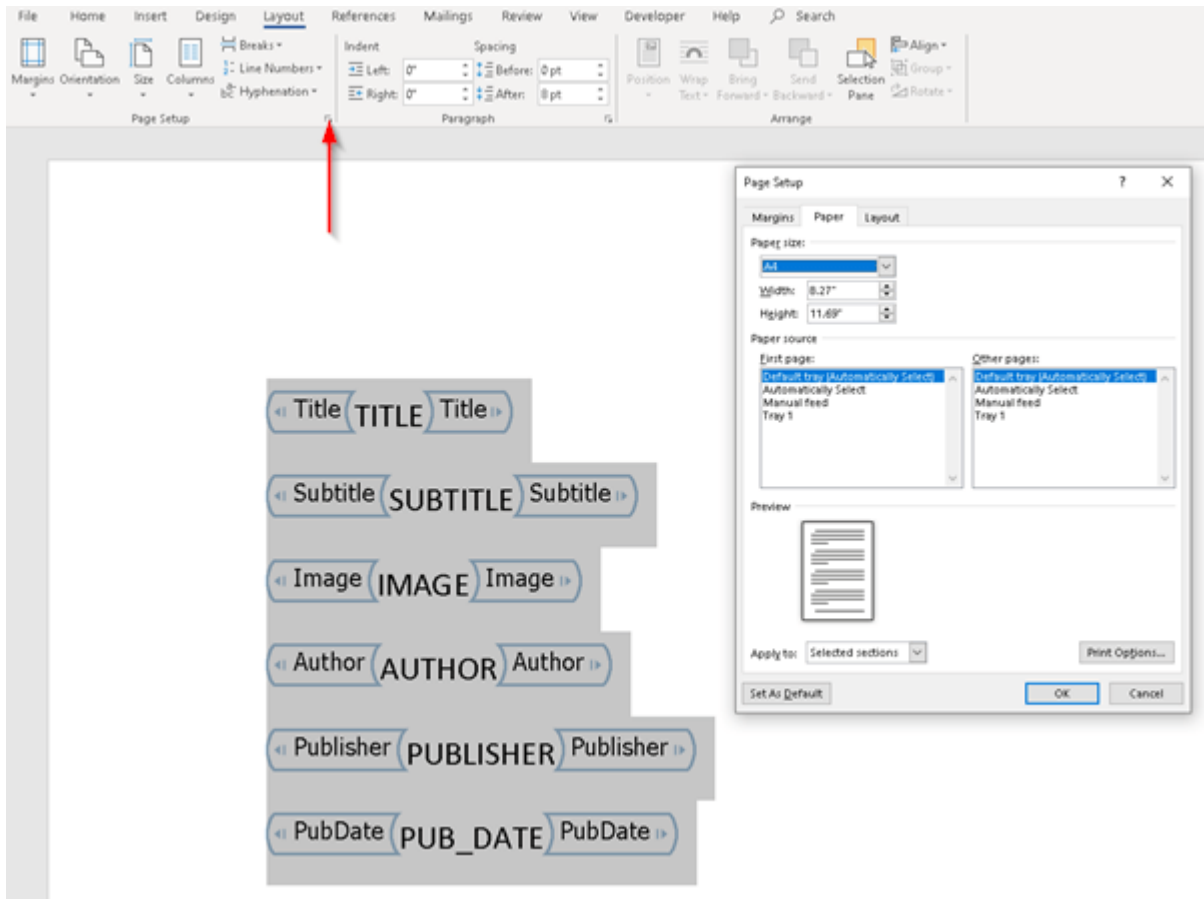 File Home Insert Design Layout References Mailings Review View Developer Help Search
Margins Orientation Size Columns
Breaks
Line Numbers
Hyphenation
Page Setup
Indent Spacing
Left: 0" Before: 0 pt
Right: 0" After: 8 pt
Paragraph
Position Wrap Text Bring Forward Send Backward Selection Pane
Align
Group
Rotate
Arrange
Page Setup ?
Margins Paper Layout
Paper size:
A4
Width: 8.27"
Height: 11.69"
Paper source
First page: Other pages:
Default tray (Automatically Select) Default tray (Automatically Select)
Automatically Select Automatically Select
Manual feed Manual feed
Tray 1 Tray 1
Preview
Apply to: Selected sections Print Options...
Set As Default OK Cancel
Title TITLE Title
Subtitle SUBTITLE Subtitle
Image IMAGE Image
Author AUTHOR Author
Publisher PUBLISHER Publisher
PubDate PUB_DATE PubDate